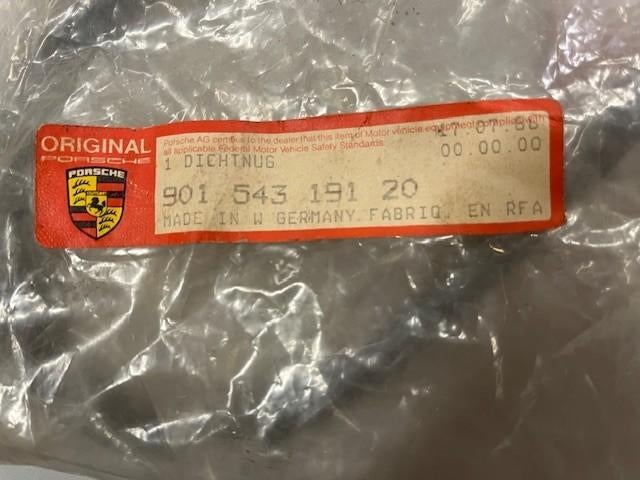 ORIGINAL
PORSCHE
PORSCHE
Porsche AG certifies to the dealer that this item of Motor vehicle equipment complies with
all applicable Federal Motor Vehicle Safety Standards.
1 DICHTNUG
00.00.00
901 543 191 20
MADE IN W GERMANY FABRIQ. EN RFA